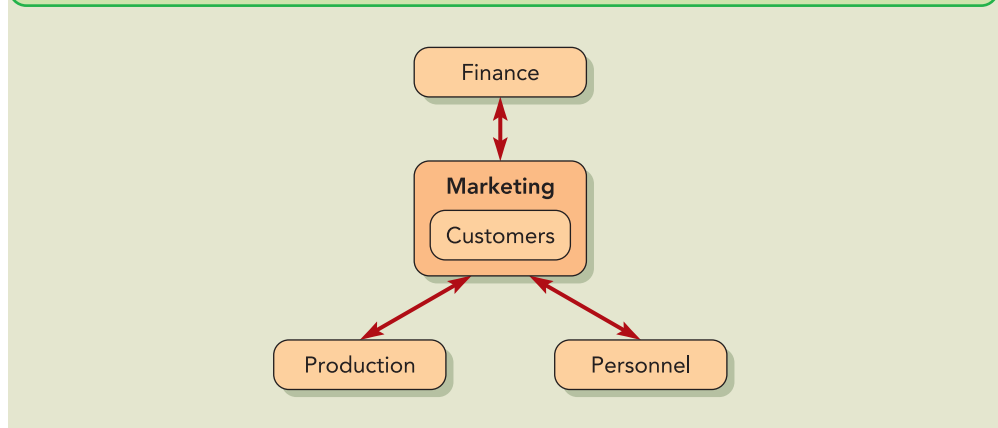 Finance
Marketing
Customers
Production
Personnel